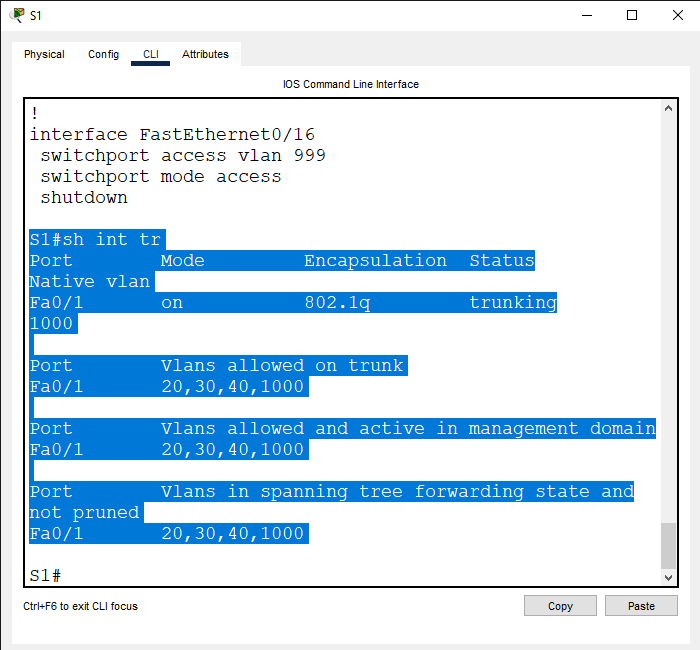 S1
Physical Config CLI Attributes
IOS Command Line Interface
!
interface FastEthernet0/16
 switchport access vlan 999
 switchport mode access
 shutdown

S1#sh int tr
Port        Mode         Encapsulation  Status
Native vlan
Fa0/1       on           802.1q         trunking
1000

Port        Vlans allowed on trunk
Fa0/1       20,30,40,1000

Port        Vlans allowed and active in management domain
Fa0/1       20,30,40,1000

Port        Vlans in spanning tree forwarding state and
not pruned
Fa0/1       20,30,40,1000

S1#
Ctrl+F6 to exit CLI focus
Copy Paste